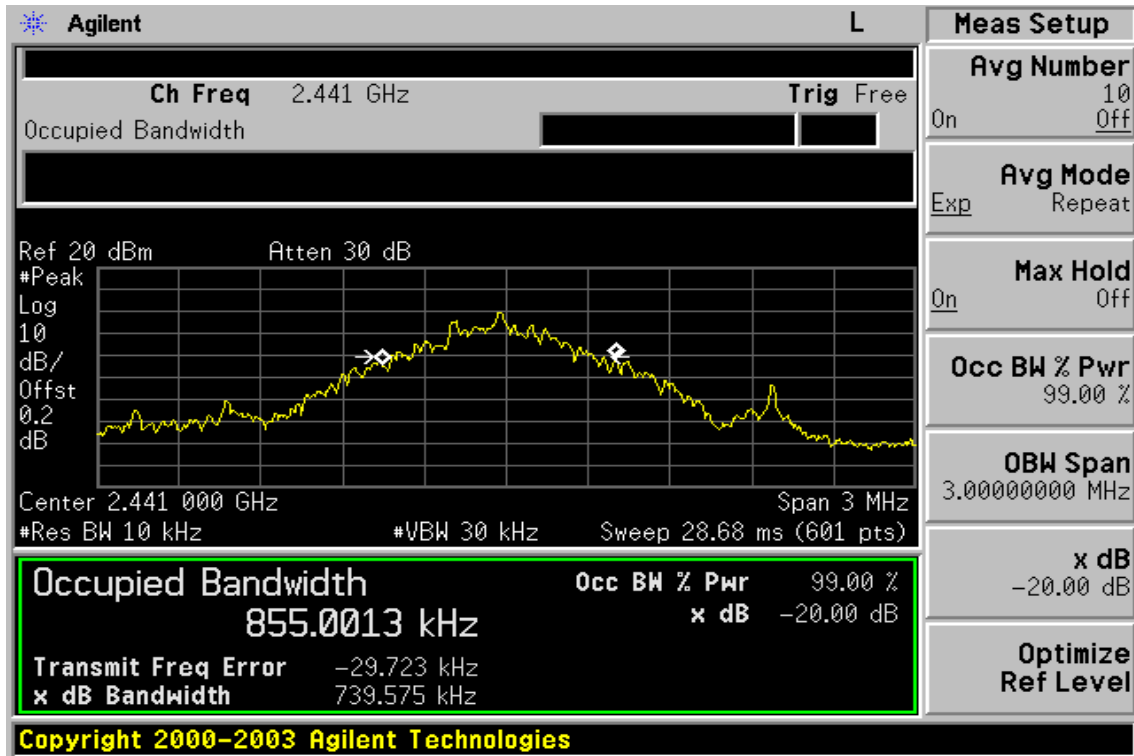 Agilent L
Ch Freq 2.441 GHz Trig Free
Occupied Bandwidth
Ref 20 dBm Atten 30 dB
#Peak
Log
10
dB/
Offst
0.2
dB
Center 2.441 000 GHz Span 3 MHz
#Res BW 10 kHz #VBW 30 kHz Sweep 28.68 ms (601 pts)
Occupied Bandwidth
855.0013 kHz
Occ BW % Pwr 99.00 %
x dB -20.00 dB
Transmit Freq Error -29.723 kHz
x dB Bandwidth 739.575 kHz
Copyright 2000-2003 Agilent Technologies
Meas Setup
Avg Number
10
On Off
Avg Mode
Exp Repeat
Max Hold
On Off
Occ BW % Pwr
99.00 %
OBW Span
3.00000000 MHz
x dB
-20.00 dB
Optimize
Ref Level